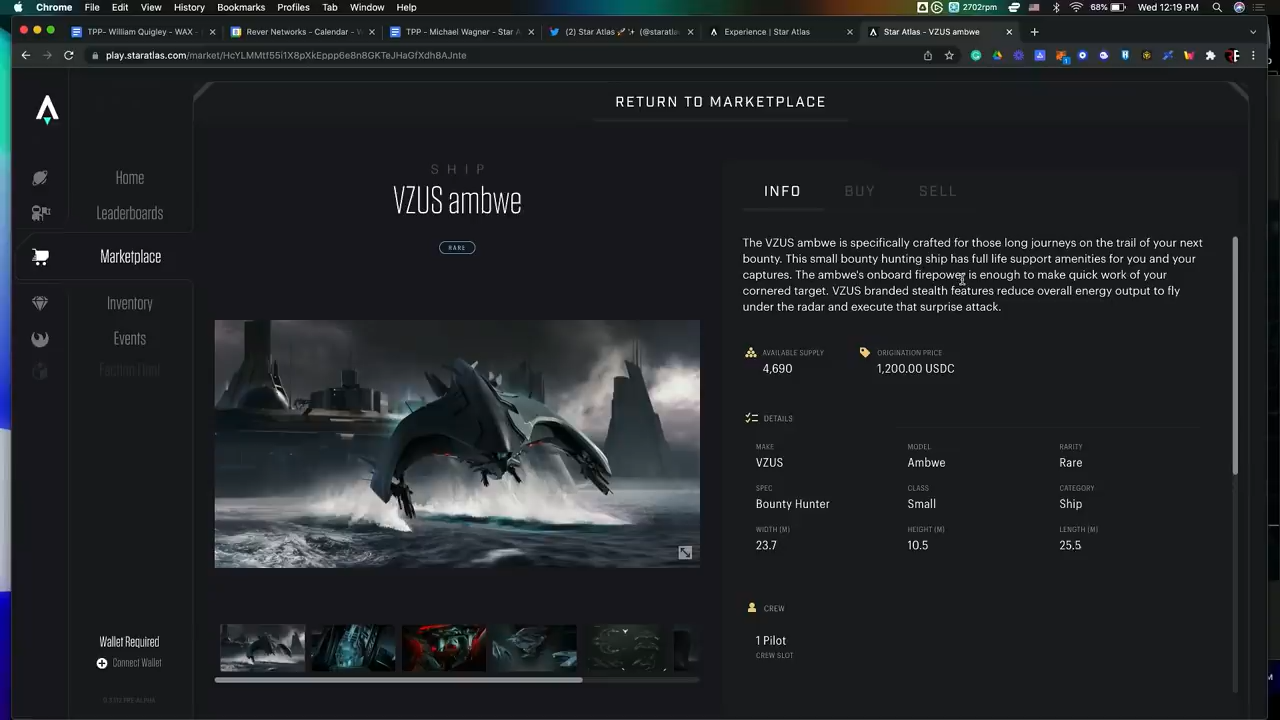 Chrome File Edit View History Bookmarks Profiles Tab Window Help
2702rpm 68% Wed 12:19 PM
TPP- William Quigley - WAX -
Rever Networks - Calendar -
TPP - Michael Wagner - Star A
(2) Star Atlas 🚀✨ (@staratla
Experience | Star Atlas
Star Atlas - VZUS ambwe
play.staratlas.com/market/HcYLMMtf55i1X8pXkEppp6e8n8GKTeJHaGfXdh8AJnte
RETURN TO MARKETPLACE
Home
Leaderboards
Marketplace
Inventory
Events
Faction Hunt
Wallet Required
Connect Wallet
SHIP
VZUS ambwe
RARE
INFO BUY SELL
The VZUS ambwe is specifically crafted for those long journeys on the trail of your next
bounty. This small bounty hunting ship has full life support amenities for you and your
captures. The ambwe's onboard firepower is enough to make quick work of your
cornered target. VZUS branded stealth features reduce overall energy output to fly
under the radar and execute that surprise attack.
AVAILABLE SUPPLY ORIGINATION PRICE
4,690 1,200.00 USDC
DETAILS
MAKE MODEL RARITY
VZUS Ambwe Rare
SPEC CLASS CATEGORY
Bounty Hunter Small Ship
WIDTH (M) HEIGHT (M) LENGTH (M)
23.7 10.5 25.5
CREW
1 Pilot
CREW SLOT